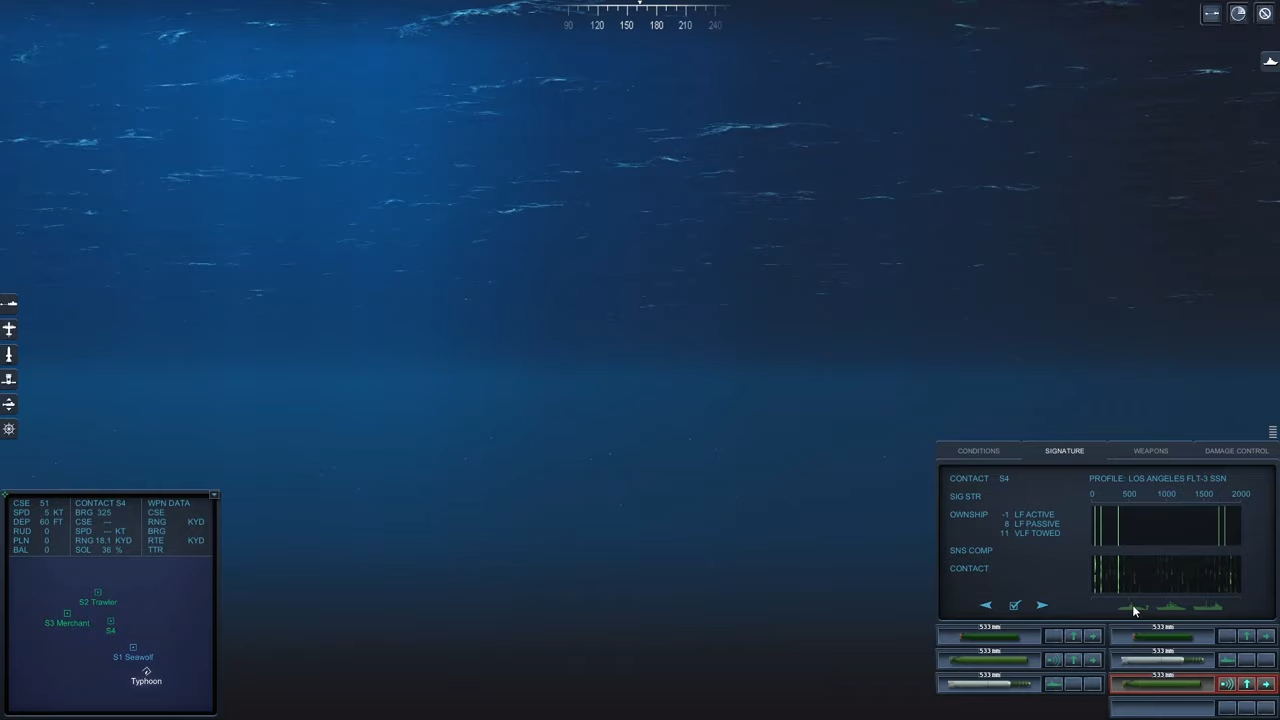 90 120 150 180 210 240
CONDITIONS SIGNATURE WEAPONS DAMAGE CONTROL
CONTACT S4 PROFILE: LOS ANGELES FLT-3 SSN
SIG STR 0 500 1000 1500 2000
OWNSHIP -1 LF ACTIVE
8 LF PASSIVE
11 VLF TOWED
SNS COMP
CONTACT
CSE 51 CONTACT S4 WPN DATA
SPD 5 KT BRG 325 CSE
DEP 60 FT CSE --- RNG KYD
RUD 0 SPD --- KT BRG
PLN 0 RNG 18.1 KYD RTE KYD
BAL 0 SOL 36 % TTR
S2 Trawler
S3 Merchant
S4
S1 Seawolf
Typhoon
533 mm 533 mm
533 mm 533 mm
533 mm 533 mm